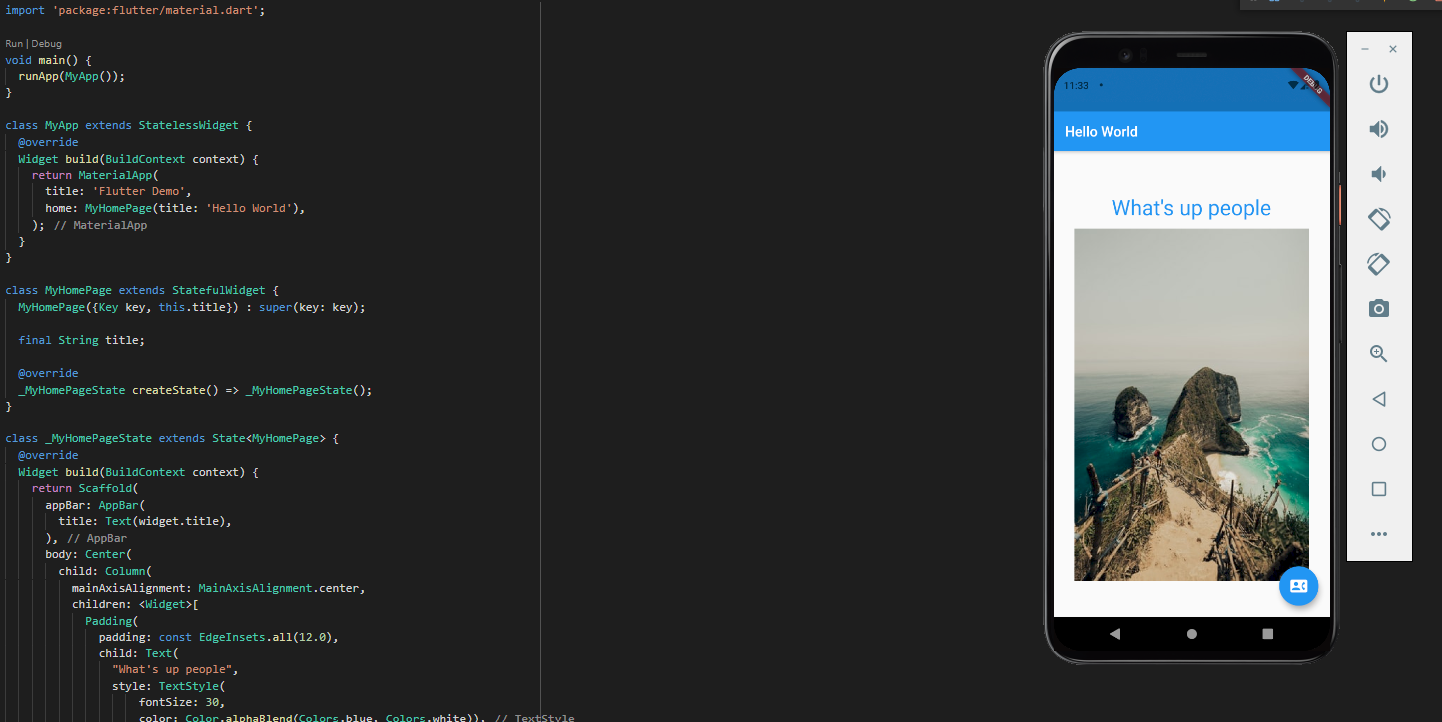 import 'package:flutter/material.dart';
Run | Debug
void main() {
  runApp(MyApp());
}
class MyApp extends StatelessWidget {
  @override
  Widget build(BuildContext context) {
    return MaterialApp(
      title: 'Flutter Demo',
      home: MyHomePage(title: 'Hello World'),
    ); // MaterialApp
  }
}
class MyHomePage extends StatefulWidget {
  MyHomePage({Key key, this.title}) : super(key: key);
  final String title;
  @override
  _MyHomePageState createState() => _MyHomePageState();
}
class _MyHomePageState extends State<MyHomePage> {
  @override
  Widget build(BuildContext context) {
    return Scaffold(
      appBar: AppBar(
        title: Text(widget.title),
      ), // AppBar
      body: Center(
        child: Column(
          mainAxisAlignment: MainAxisAlignment.center,
          children: <Widget>[
            Padding(
              padding: const EdgeInsets.all(12.0),
              child: Text(
                "What's up people",
                style: TextStyle(
                    fontSize: 30,
                    color: Color.alphaBlend(Colors.blue, Colors.white)), // TextStyle
11:33
DEBUG
Hello World
What's up people